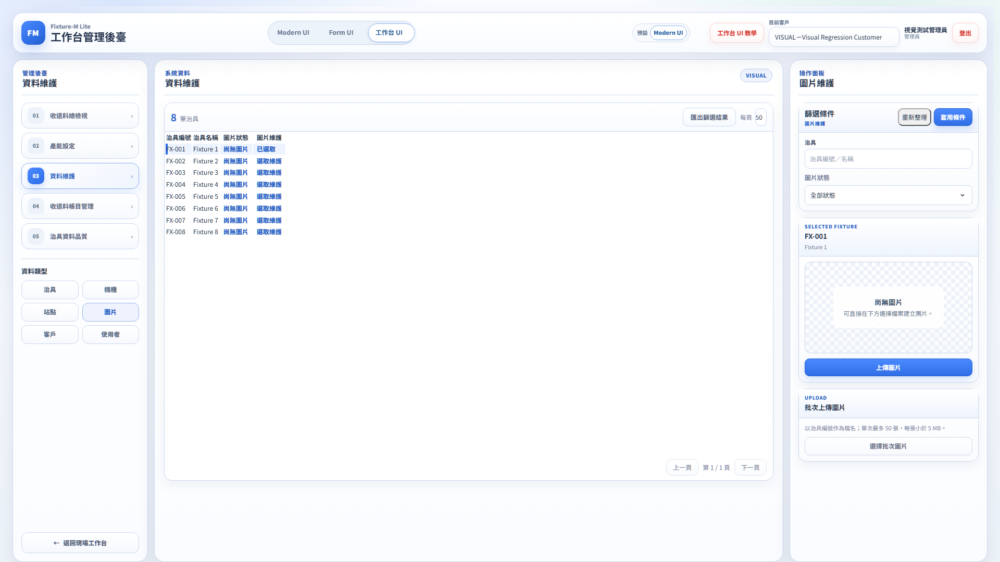 FM
Fixture-M Lite
工作台管理後臺
Modern UI
Form UI
工作台 UI
預設
Modern UI
工作台 UI 教學
目前客戶
VISUAL－Visual Regression Customer
視覺測試管理員
管理員
登出
管理後臺
資料維護
01 收退料總檢視 ›
02 產能設定 ›
03 資料維護 ›
04 收退料帳目管理 ›
05 治具資料品質 ›
資料類型
治具
機種
站點
圖片
客戶
使用者
← 返回現場工作台
系統資料
資料維護
VISUAL
8 筆治具
匯出篩選結果
每頁
50
治具編號 治具名稱 圖片狀態 圖片維護
FX-001 Fixture 1 尚無圖片 已選取
FX-002 Fixture 2 尚無圖片 選取維護
FX-003 Fixture 3 尚無圖片 選取維護
FX-004 Fixture 4 尚無圖片 選取維護
FX-005 Fixture 5 尚無圖片 選取維護
FX-006 Fixture 6 尚無圖片 選取維護
FX-007 Fixture 7 尚無圖片 選取維護
FX-008 Fixture 8 尚無圖片 選取維護
上一頁
第 1 / 1 頁
下一頁
操作面板
圖片維護
篩選條件
圖片維護
重新整理
套用條件
治具
治具編號／名稱
圖片狀態
全部狀態
SELECTED FIXTURE
FX-001
Fixture 1
尚無圖片
可直接在下方選擇檔案建立圖片。
上傳圖片
UPLOAD
批次上傳圖片
以治具編號作為檔名；單次最多 50 張，每張小於 5 MB。
選擇批次圖片